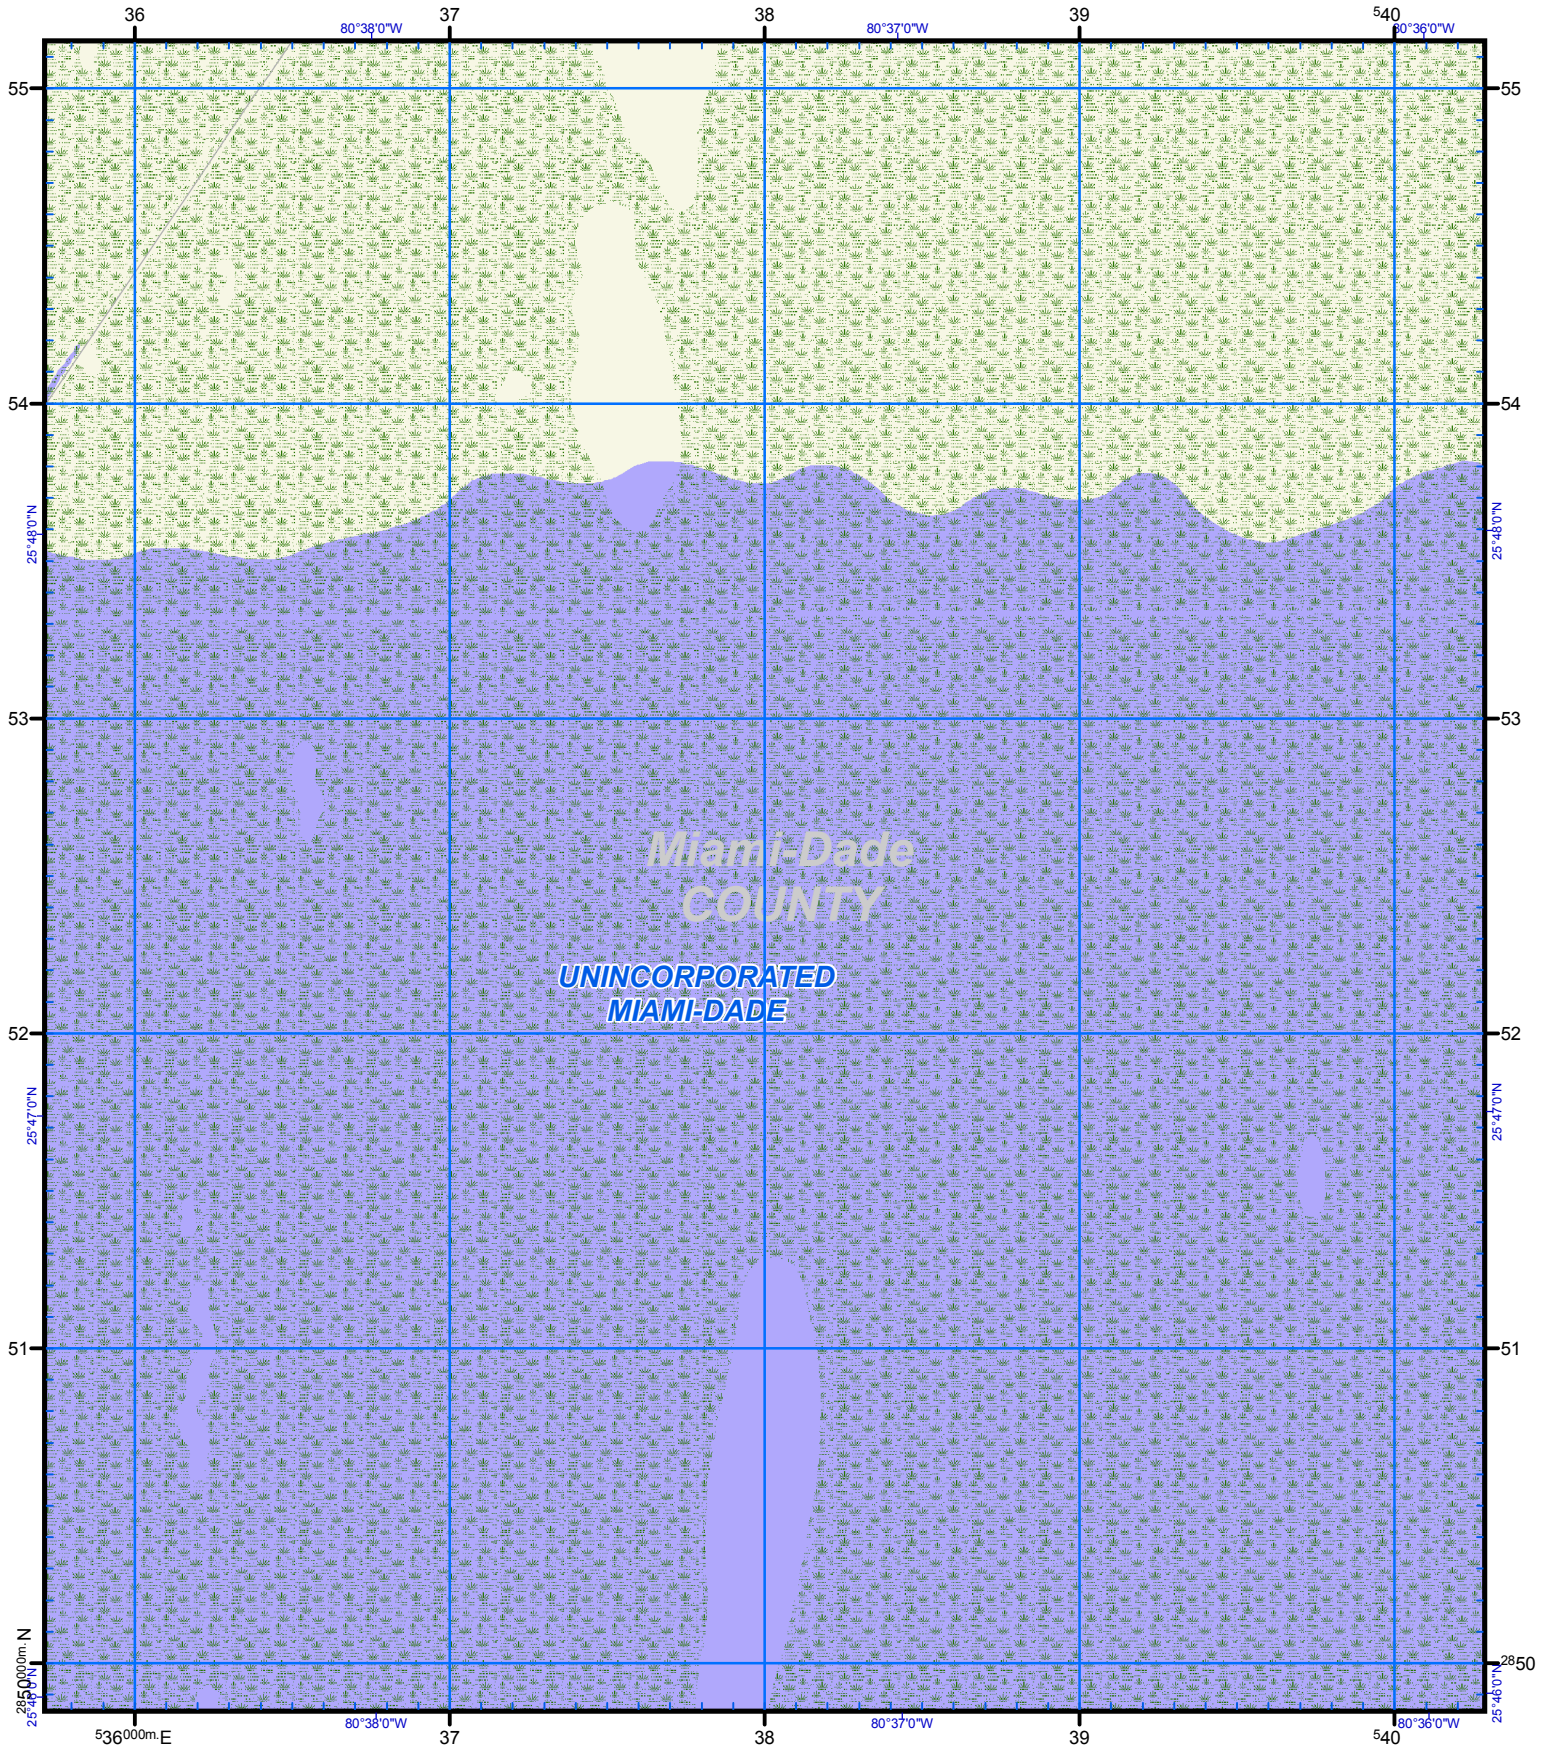 36 37 38 39 540
80°38'0"W 80°37'0"W 80°36'0"W
55 55
54 54
25°48'0"N 25°48'0"N
53 53
Miami-Dade
COUNTY
UNINCORPORATED
MIAMI-DADE
52 52
25°47'0"N 25°47'0"N
51 51
2850000m.N 2850
25°46'0"N 25°46'0"N
80°38'0"W 80°37'0"W 80°36'0"W
536000m.E 37 38 39 540